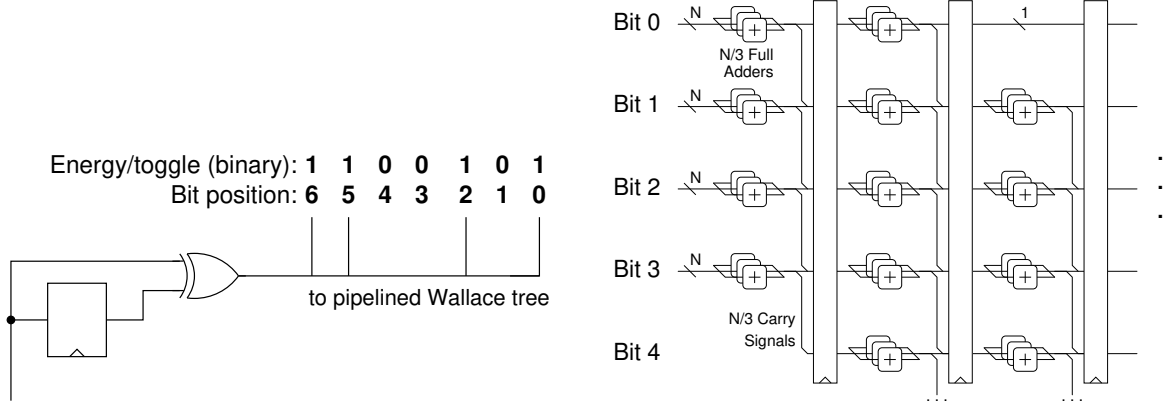 Energy/toggle (binary): 1 1 0 0 1 0 1
Bit position: 6 5 4 3 2 1 0
to pipelined Wallace tree
Bit 0 N 1
N/3 Full
Adders
Bit 1 N
+ + +
Bit 2 N
+ + +
Bit 3 N
+ + +
N/3 Carry
Signals
Bit 4
+ +